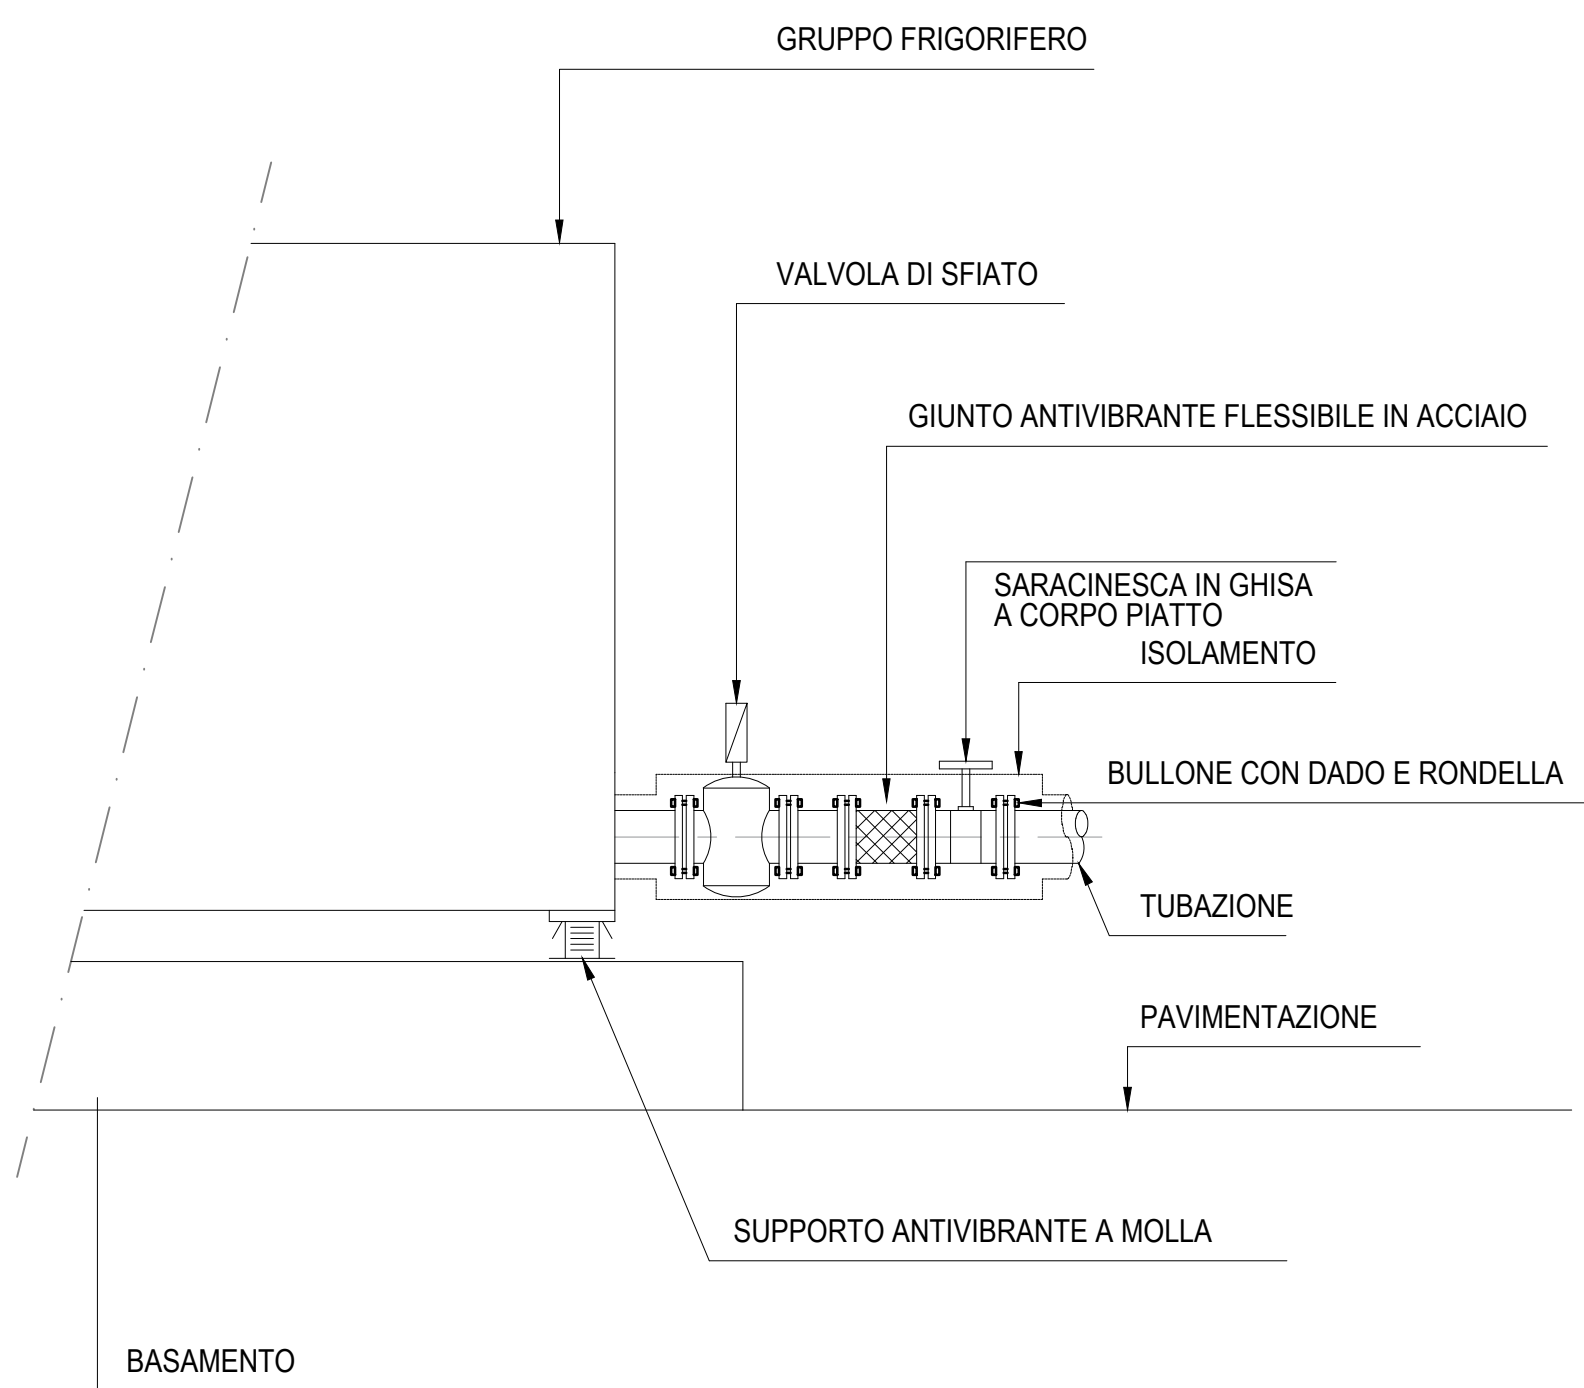 GRUPPO FRIGORIFERO
VALVOLA DI SFIATO
GIUNTO ANTIVIBRANTE FLESSIBILE IN ACCIAIO
SARACINESCA IN GHISA
A CORPO PIATTO
ISOLAMENTO
BULLONE CON DADO E RONDELLA
TUBAZIONE
PAVIMENTAZIONE
SUPPORTO ANTIVIBRANTE A MOLLA
BASAMENTO